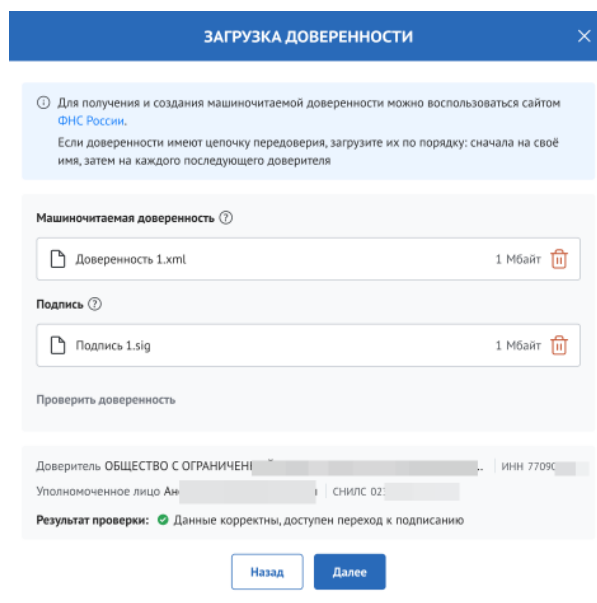 ЗАГРУЗКА ДОВЕРЕННОСТИ
Для получения и создания машиночитаемой доверенности можно воспользоваться сайтом
ФНС России.
Если доверенности имеют цепочку передоверия, загрузите их по порядку: сначала на своё
имя, затем на каждого последующего доверителя
Машиночитаемая доверенность
Доверенность 1.xml 1 Мбайт
Подпись
Подпись 1.sig 1 Мбайт
Проверить доверенность
Доверитель ОБЩЕСТВО С ... ИНН
Уполномоченное лицо СНИЛС
Результат проверки: Данные корректны, доступен переход к подписанию
Назад Далее